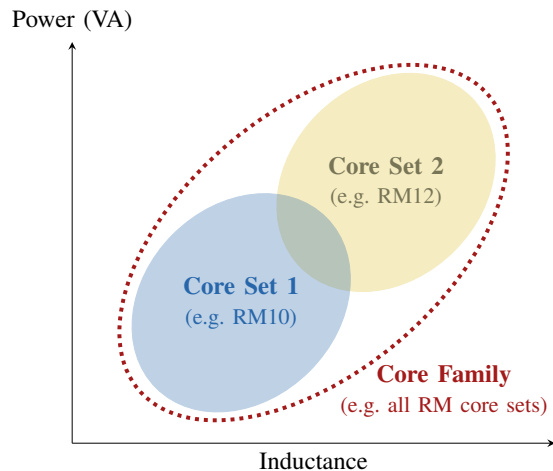 Power (VA)
Core Set 2
(e.g. RM12)
Core Set 1
(e.g. RM10)
Core Family
(e.g. all RM core sets)
Inductance